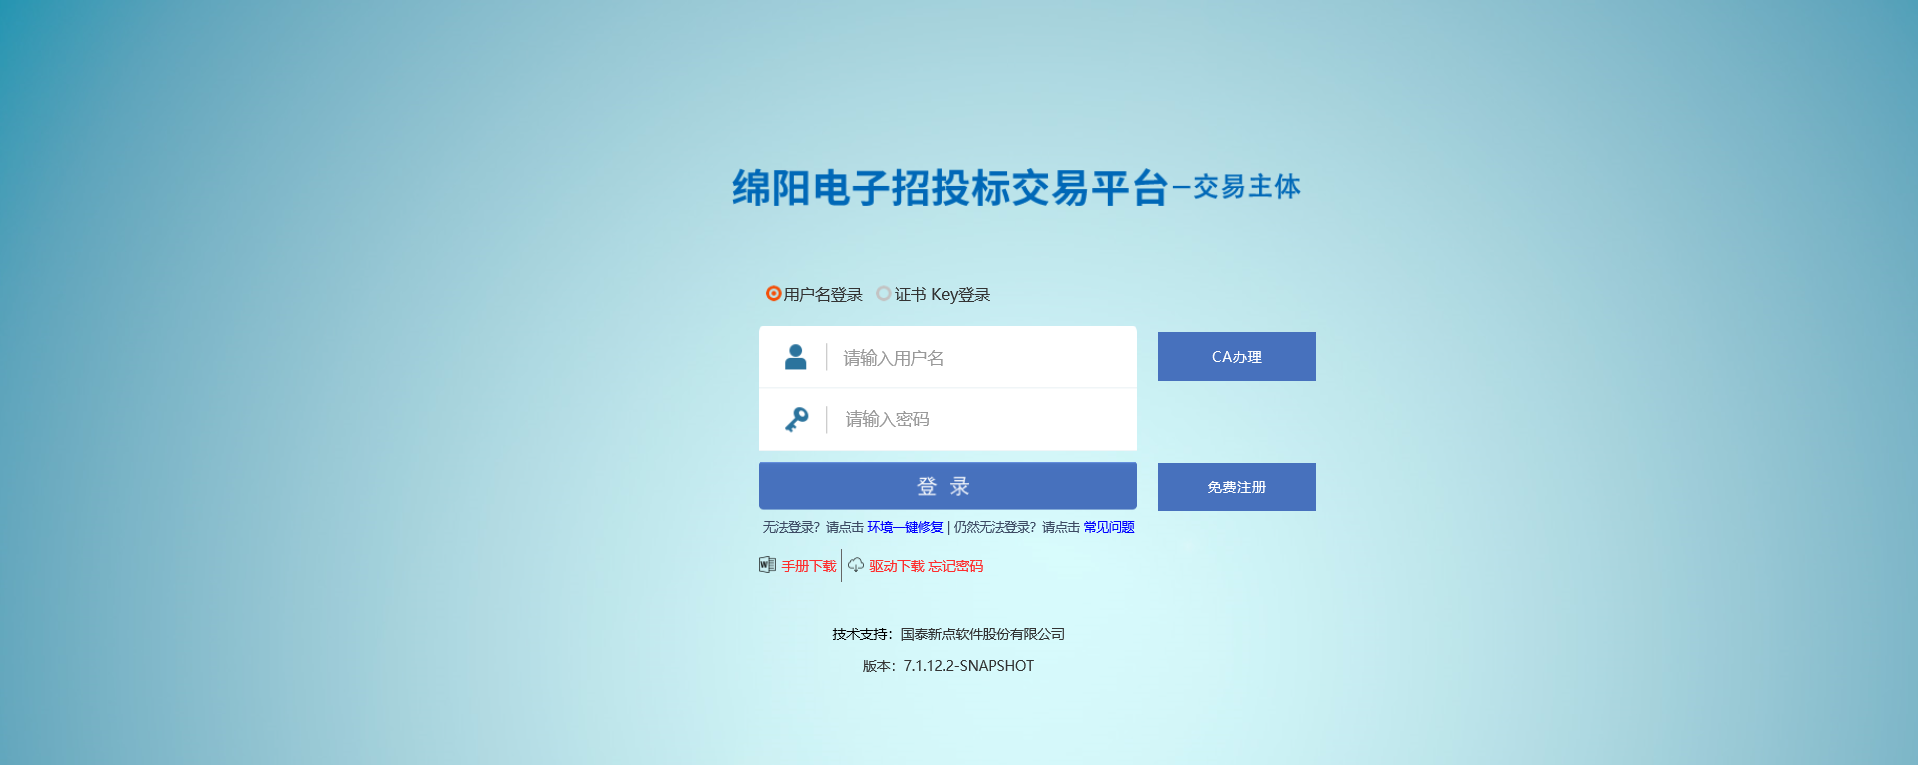 绵阳电子招投标交易平台—交易主体
用户名登录 证书 Key登录
请输入用户名
CA办理
请输入密码
登 录
免费注册
无法登录？请点击 环境一键修复 | 仍然无法登录？请点击 常见问题
手册下载 驱动下载 忘记密码
技术支持：国泰新点软件股份有限公司
版本：7.1.12.2-SNAPSHOT